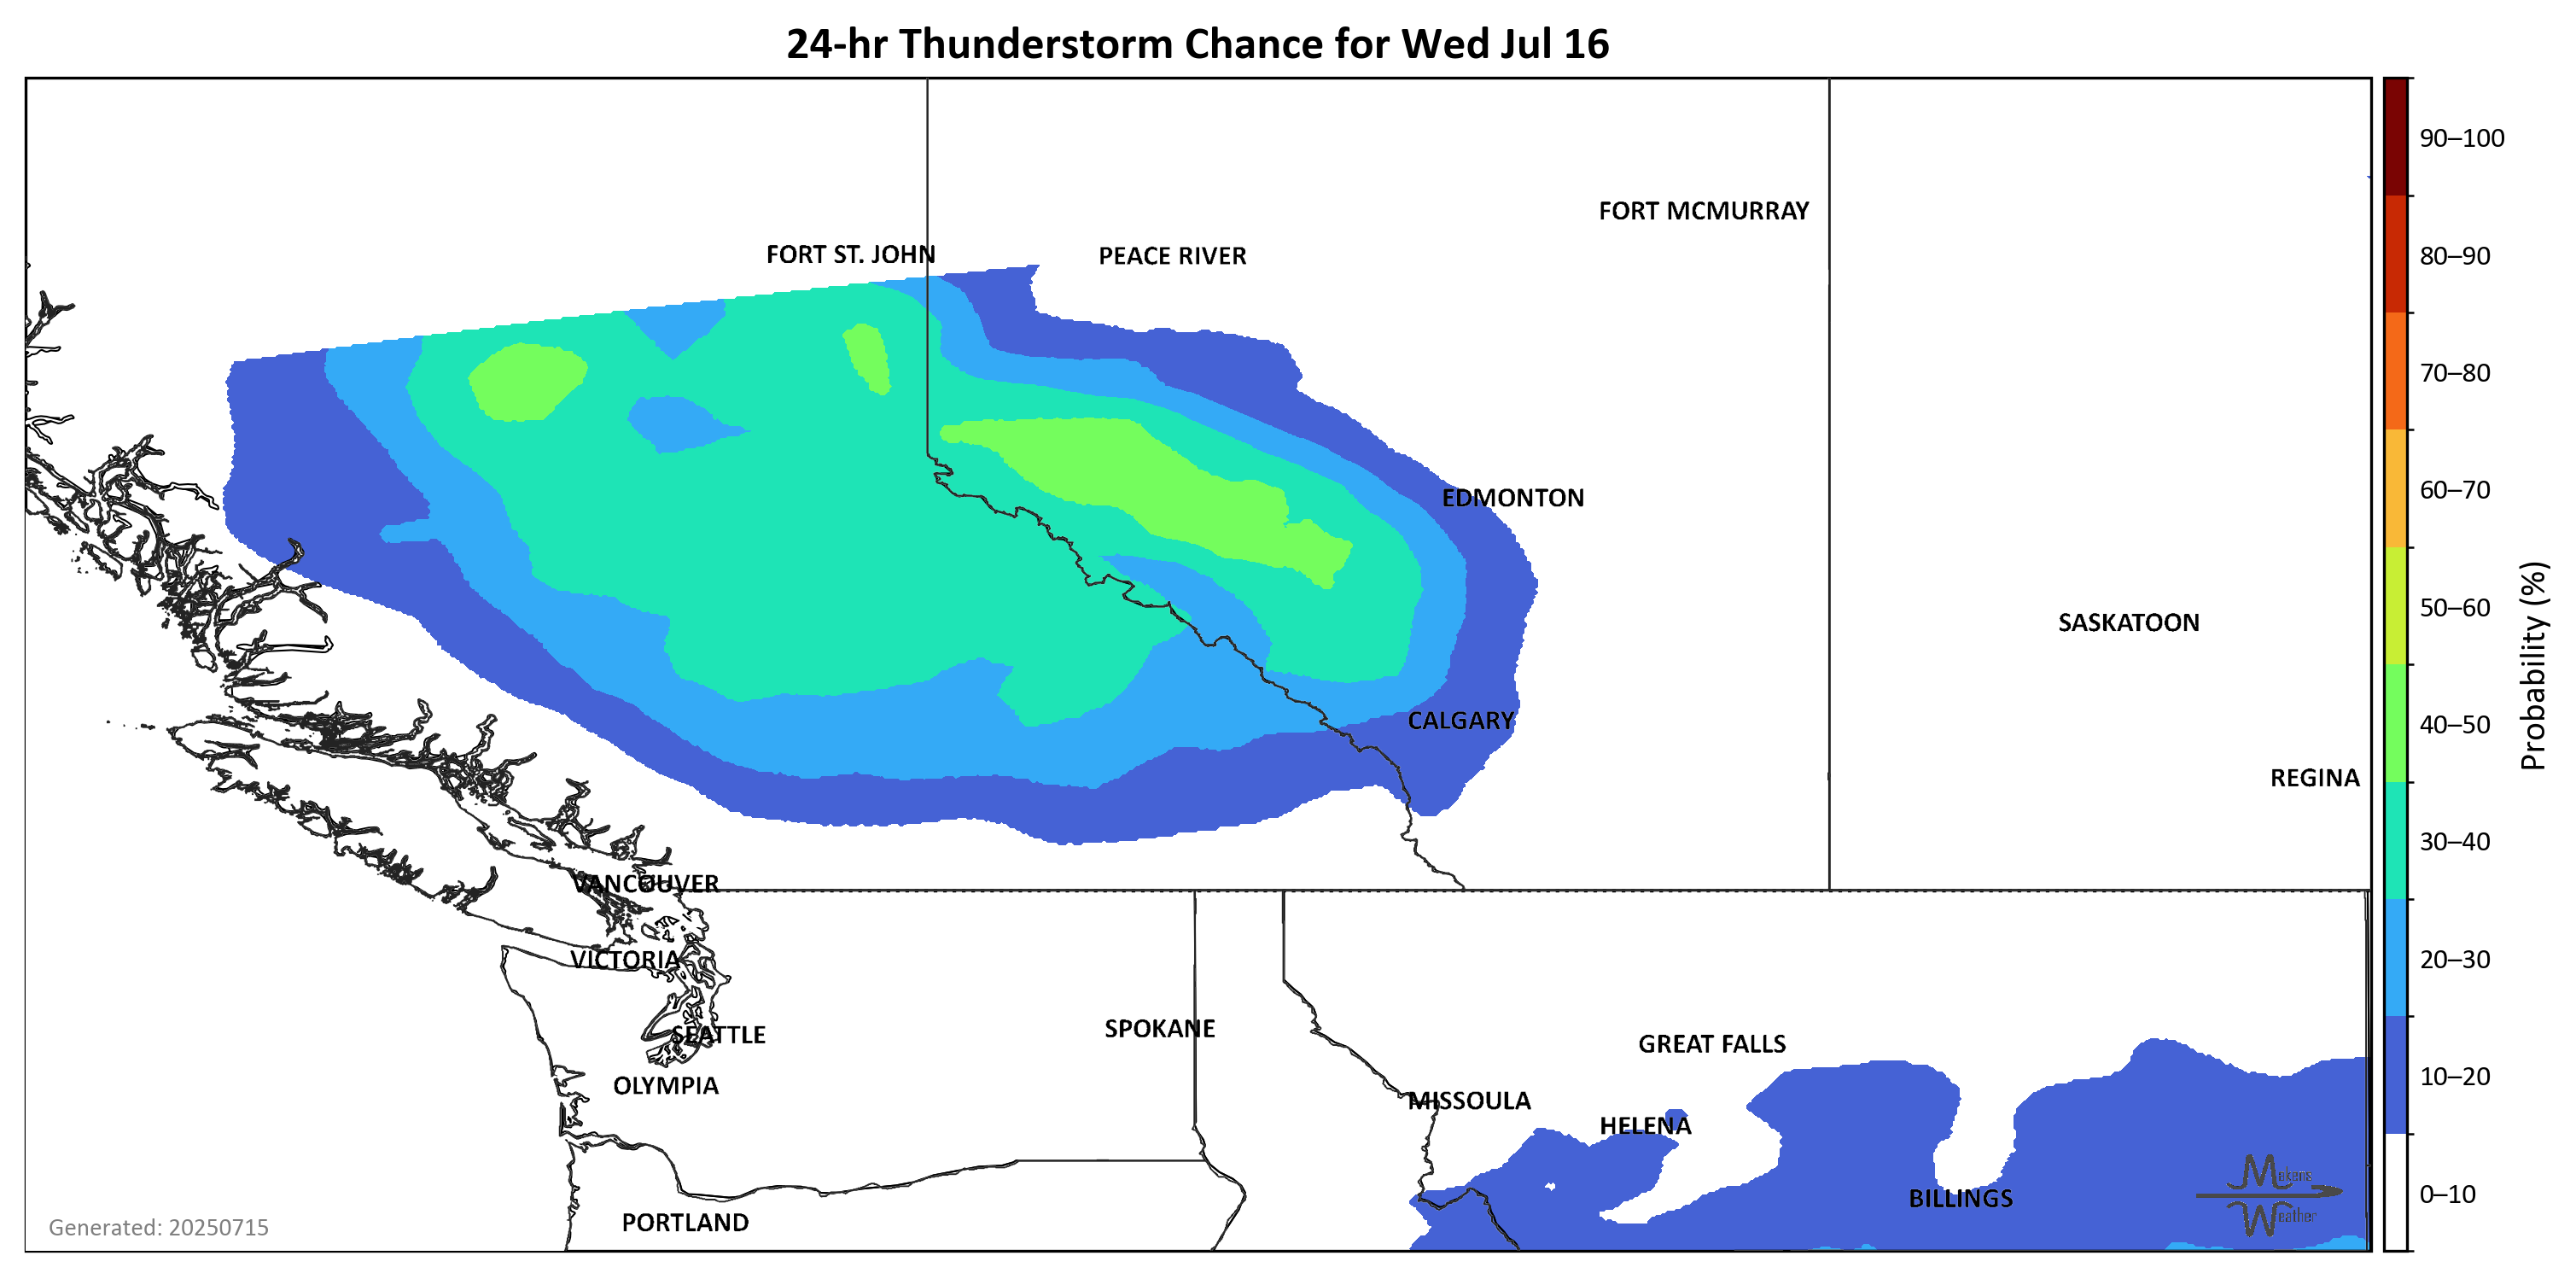 24-hr Thunderstorm Chance for Wed Jul 16
FORT MCMURRAY
FORT ST. JOHN
PEACE RIVER
EDMONTON
SASKATOON
CALGARY
REGINA
VANCOUVER
VICTORIA
SPOKANE
SEATTLE
GREAT FALLS
OLYMPIA
MISSOULA
HELENA
BILLINGS
PORTLAND
Generated: 20250715
Mekens
Weather
90–100
80–90
70–80
60–70
50–60
40–50
30–40
20–30
10–20
0–10
Probability (%)